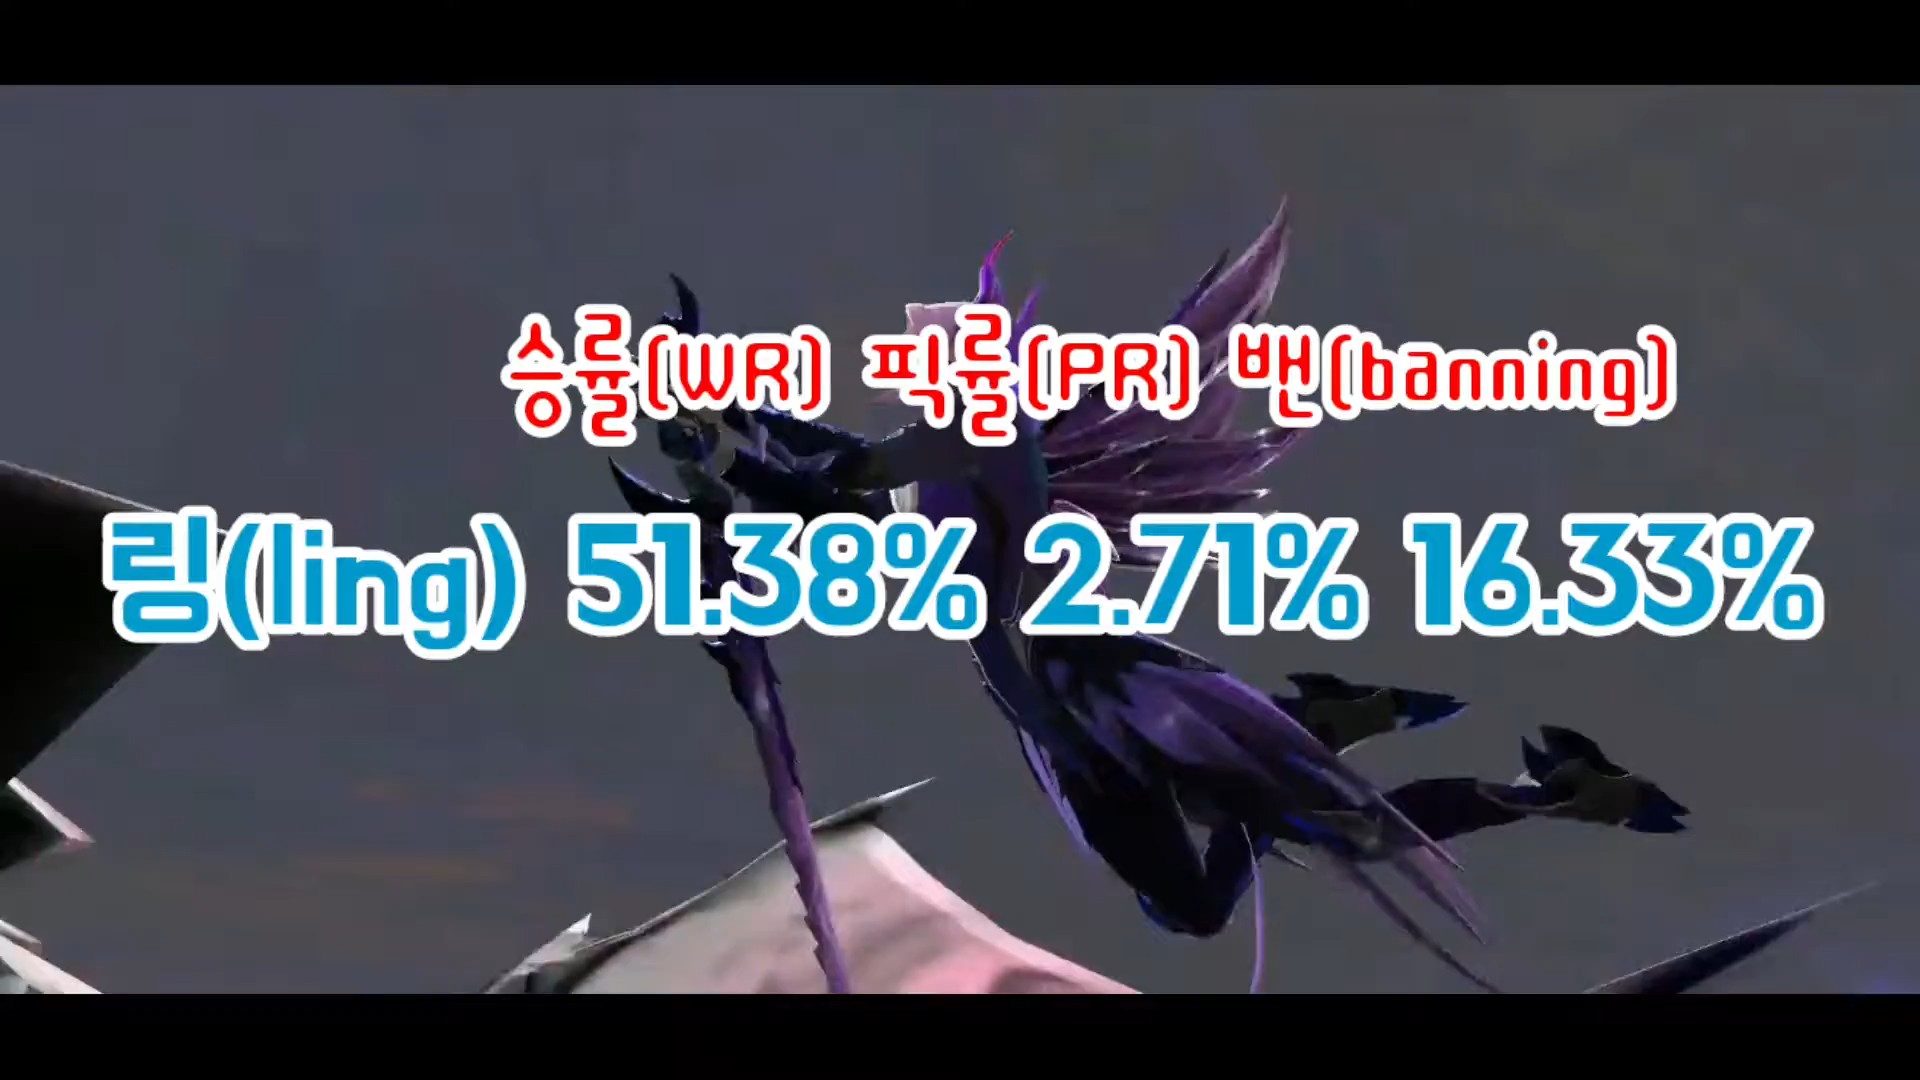 승률(WR) 픽률(PR) 밴(banning)
링(ling) 51.38% 2.71% 16.33%